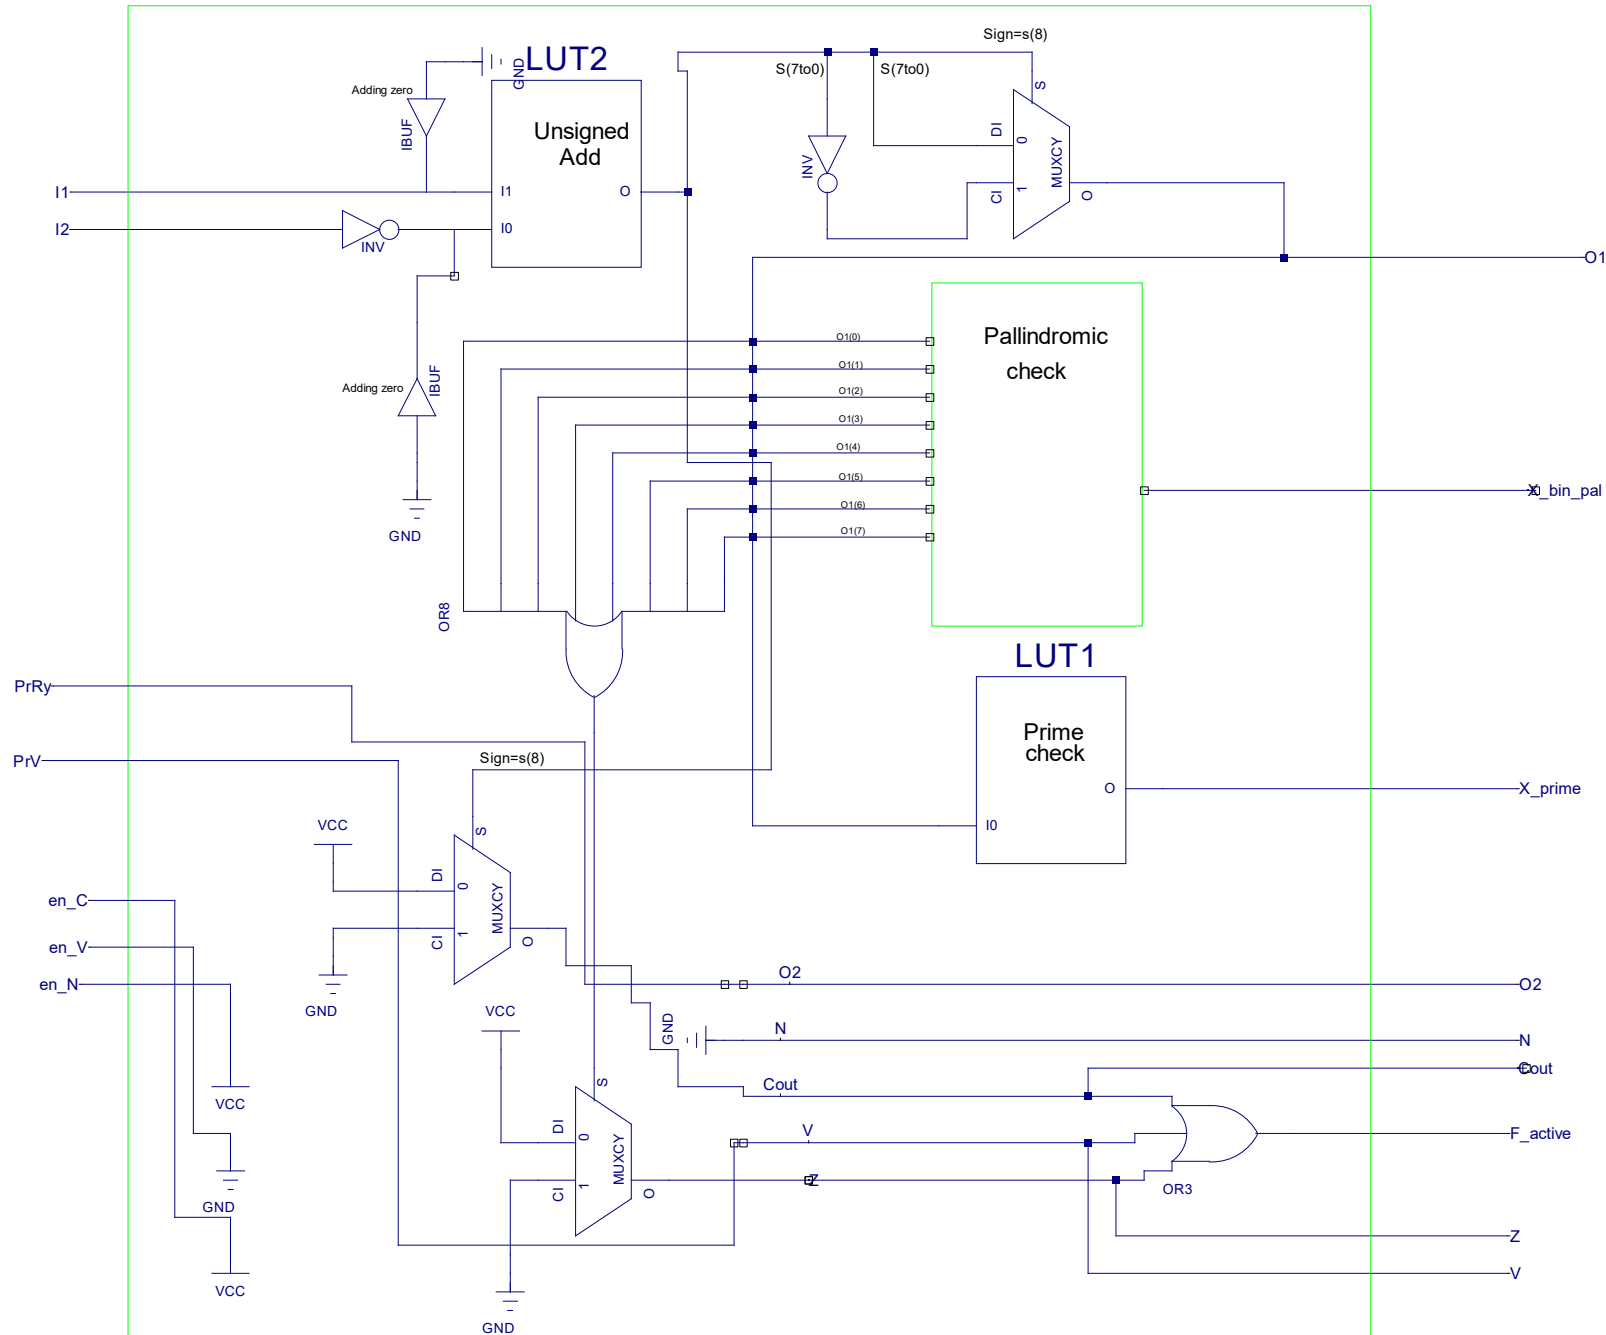 Sign=s(8)
LUT2
GND
S(7to0)
S(7to0)
Adding zero
IBUF
Unsigned
Add
S
DI
0
MUXCY
INV
CI
1
O
I1
I1
O
I2
INV
I0
O1
Pallindromic
check
O1(0)
O1(1)
O1(2)
O1(3)
O1(4)
O1(5)
O1(6)
O1(7)
Adding zero
IBUF
GND
X_bin_pal
OR8
LUT1
PrRy
PrV
Sign=s(8)
Prime
check
O
X_prime
I0
VCC
S
DI
0
MUXCY
CI
1
O
GND
en_C
en_V
en_N
O2
O2
VCC
GND
N
N
Cout
Cout
S
DI
0
MUXCY
CI
1
O
V
F_active
Z
OR3
VCC
GND
VCC
Z
V
GND